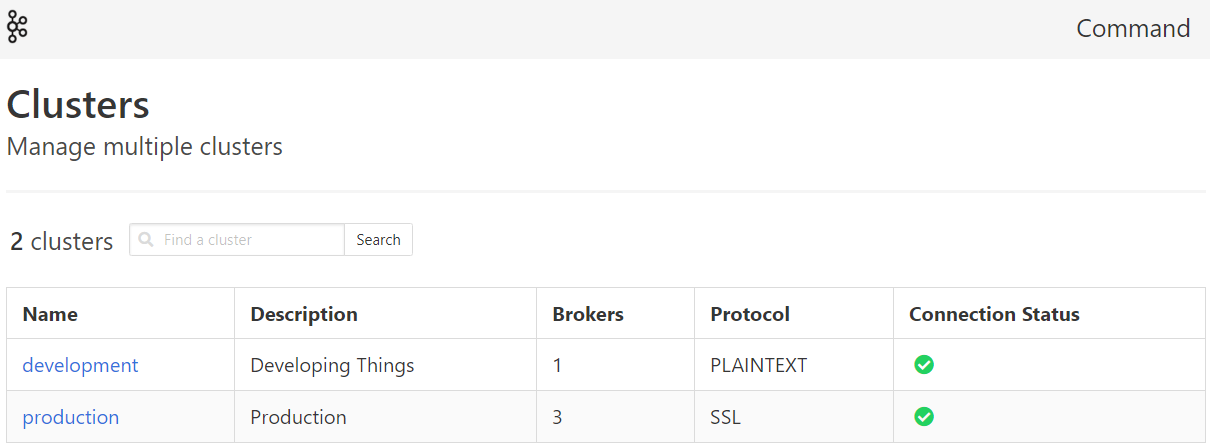 Command
Clusters
Manage multiple clusters
2 clusters Find a cluster Search
Name Description Brokers Protocol Connection Status
development Developing Things 1 PLAINTEXT
production Production 3 SSL